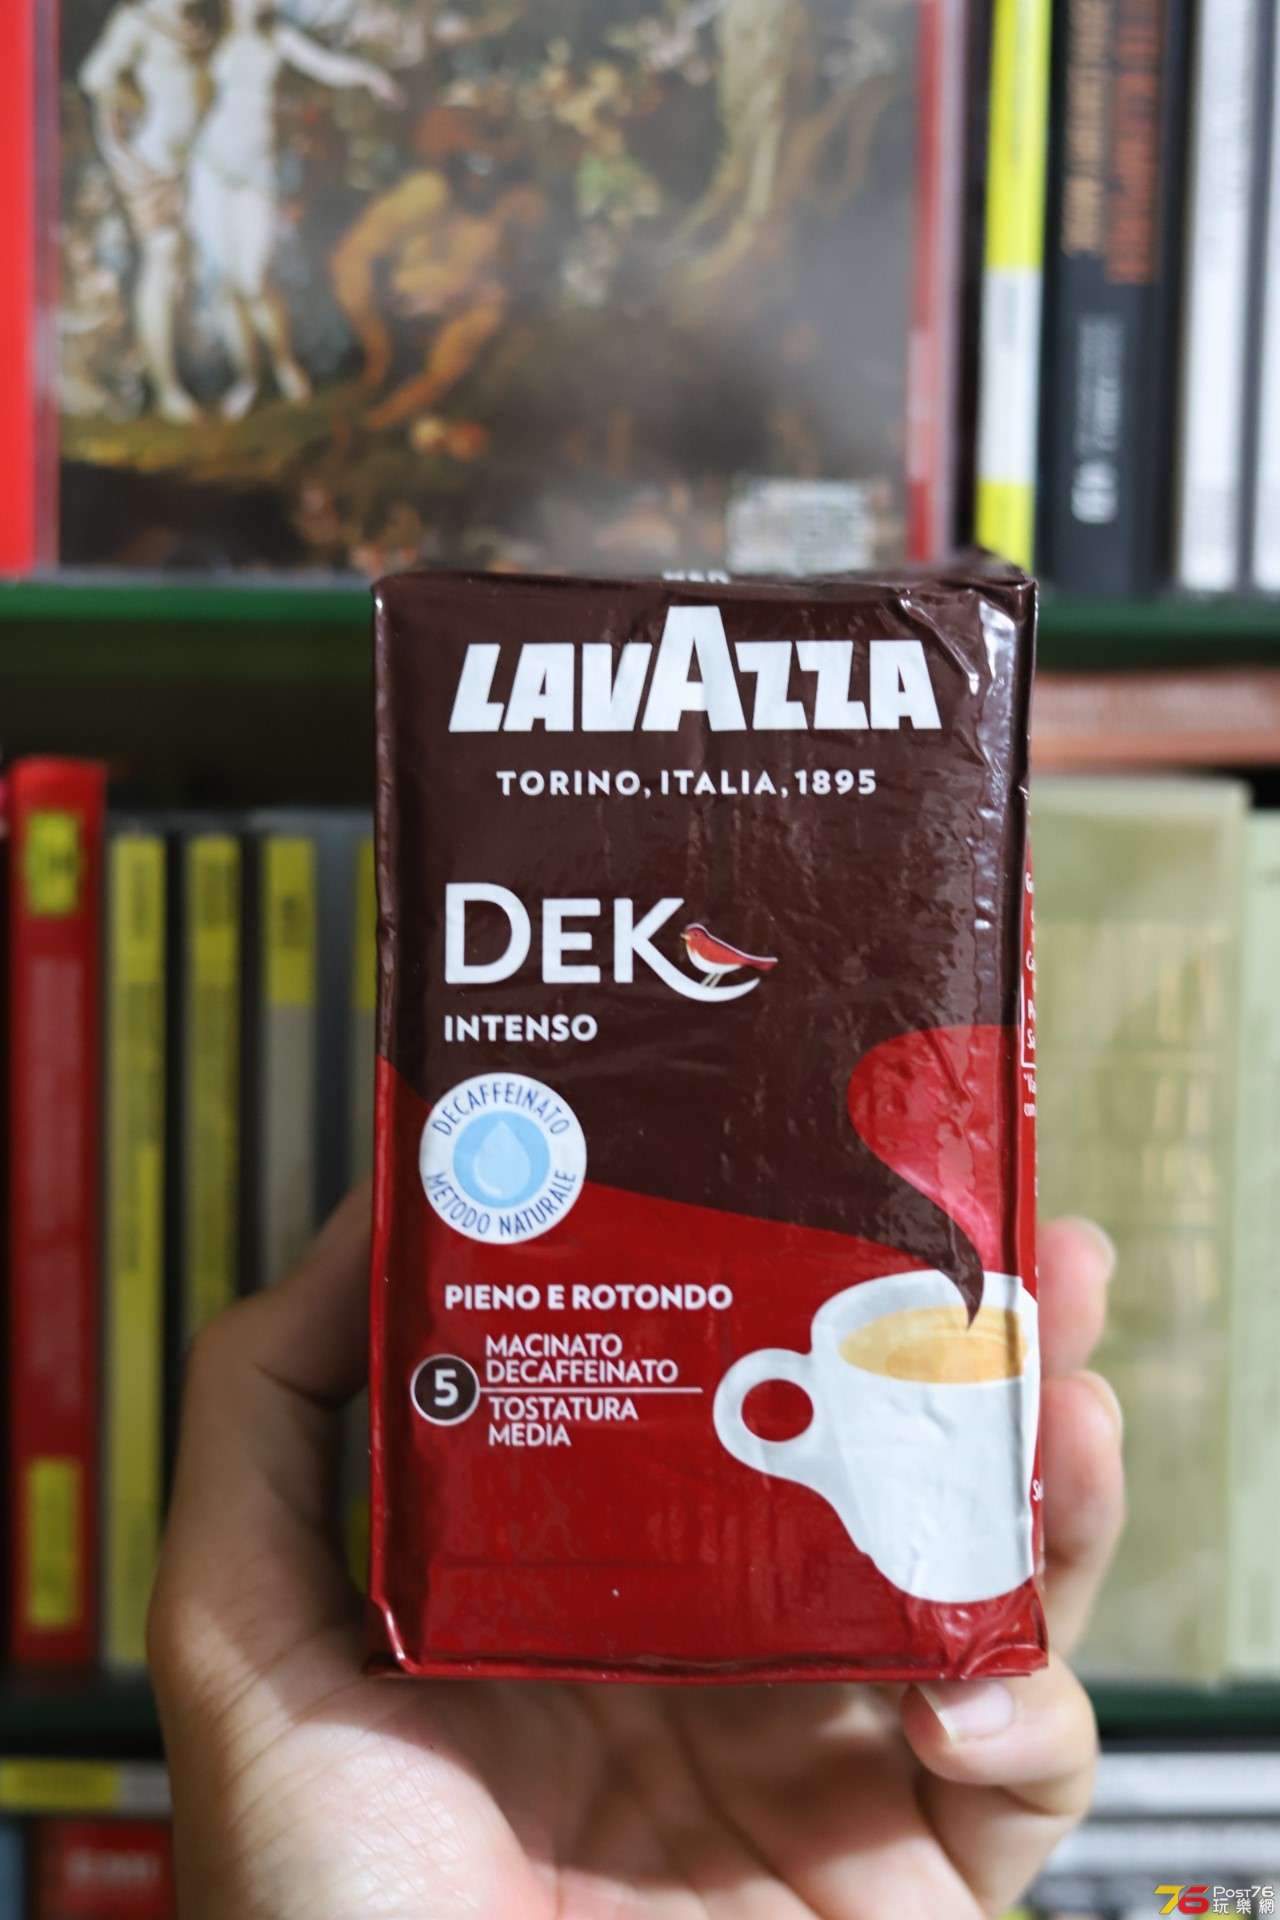 LAVAZZA
TORINO, ITALIA, 1895
DEK
INTENSO
DECAFFEINATO
METODO NATURALE
PIENO E ROTONDO
5
MACINATO
DECAFFEINATO
TOSTATURA
MEDIA
76 Post76
玩樂網